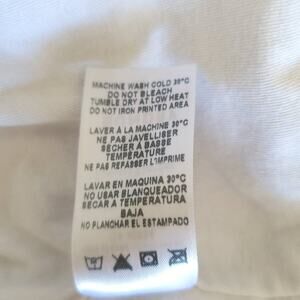 MACHINE WASH COLD 30°C
DO NOT BLEACH
TUMBLE DRY AT LOW HEAT
DO NOT IRON PRINTED AREA
LAVER À LA MACHINE 30°C
NE PAS JAVELLISER
SÉCHER À BASSE
TEMPÉRATURE
NE PAS REPASSER L'IMPRIME
LAVAR EN MAQUINA 30°C
NO USAR BLANQUEADOR
SECAR A TEMPERATURA
BAJA
NO PLANCHAR EL ESTAMPADO